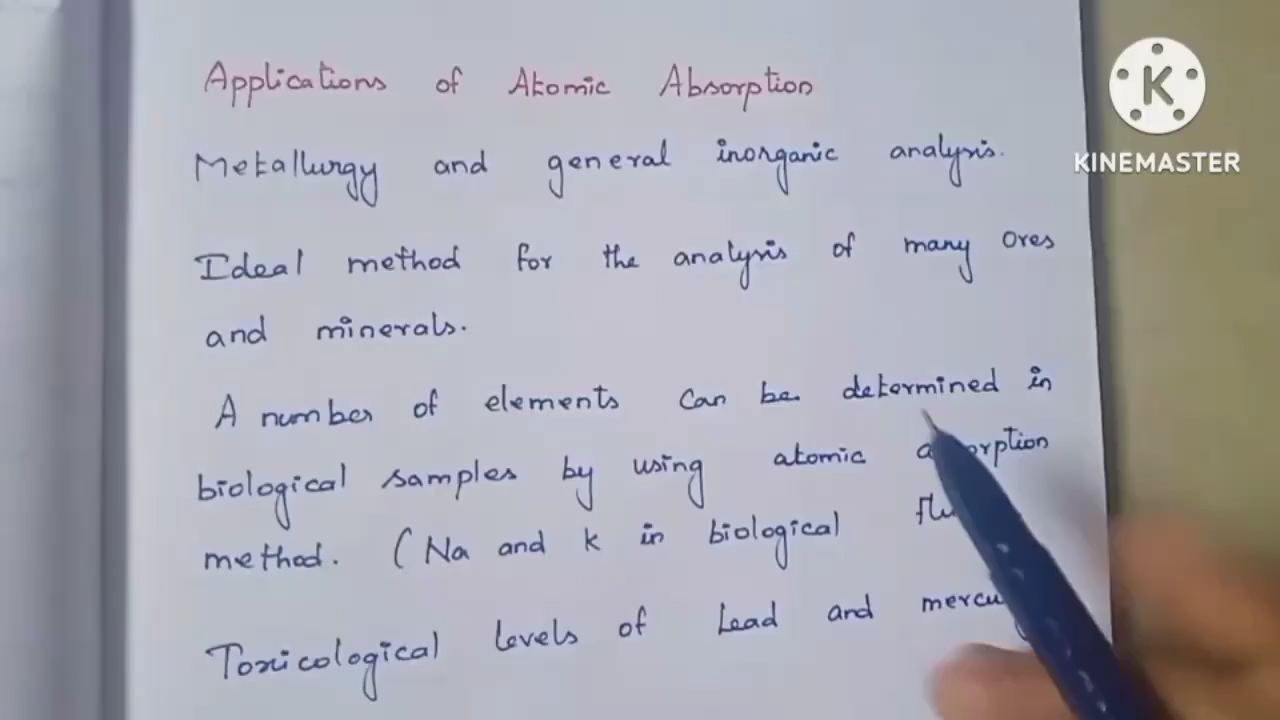 Applications of Atomic Absorption
Metallurgy and general inorganic analysis.
Ideal method for the analysis of many ores
and minerals.
A number of elements can be determined in
biological samples by using atomic
method. (Na and K in biological
Toxicological levels of Lead and
K
KINEMASTER